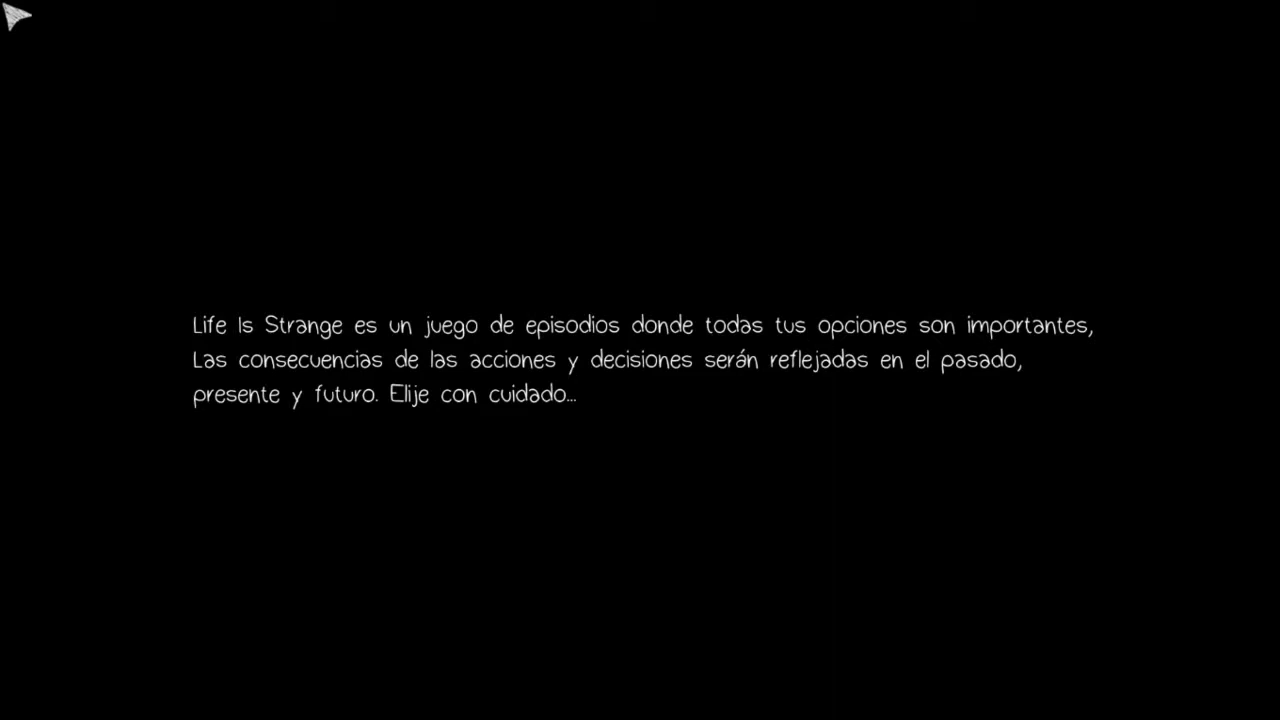 Life Is Strange es un juego de episodios donde todas tus opciones son importantes,
Las consecuencias de las acciones y decisiones serán reflejadas en el pasado,
presente y futuro. Elije con cuidado...